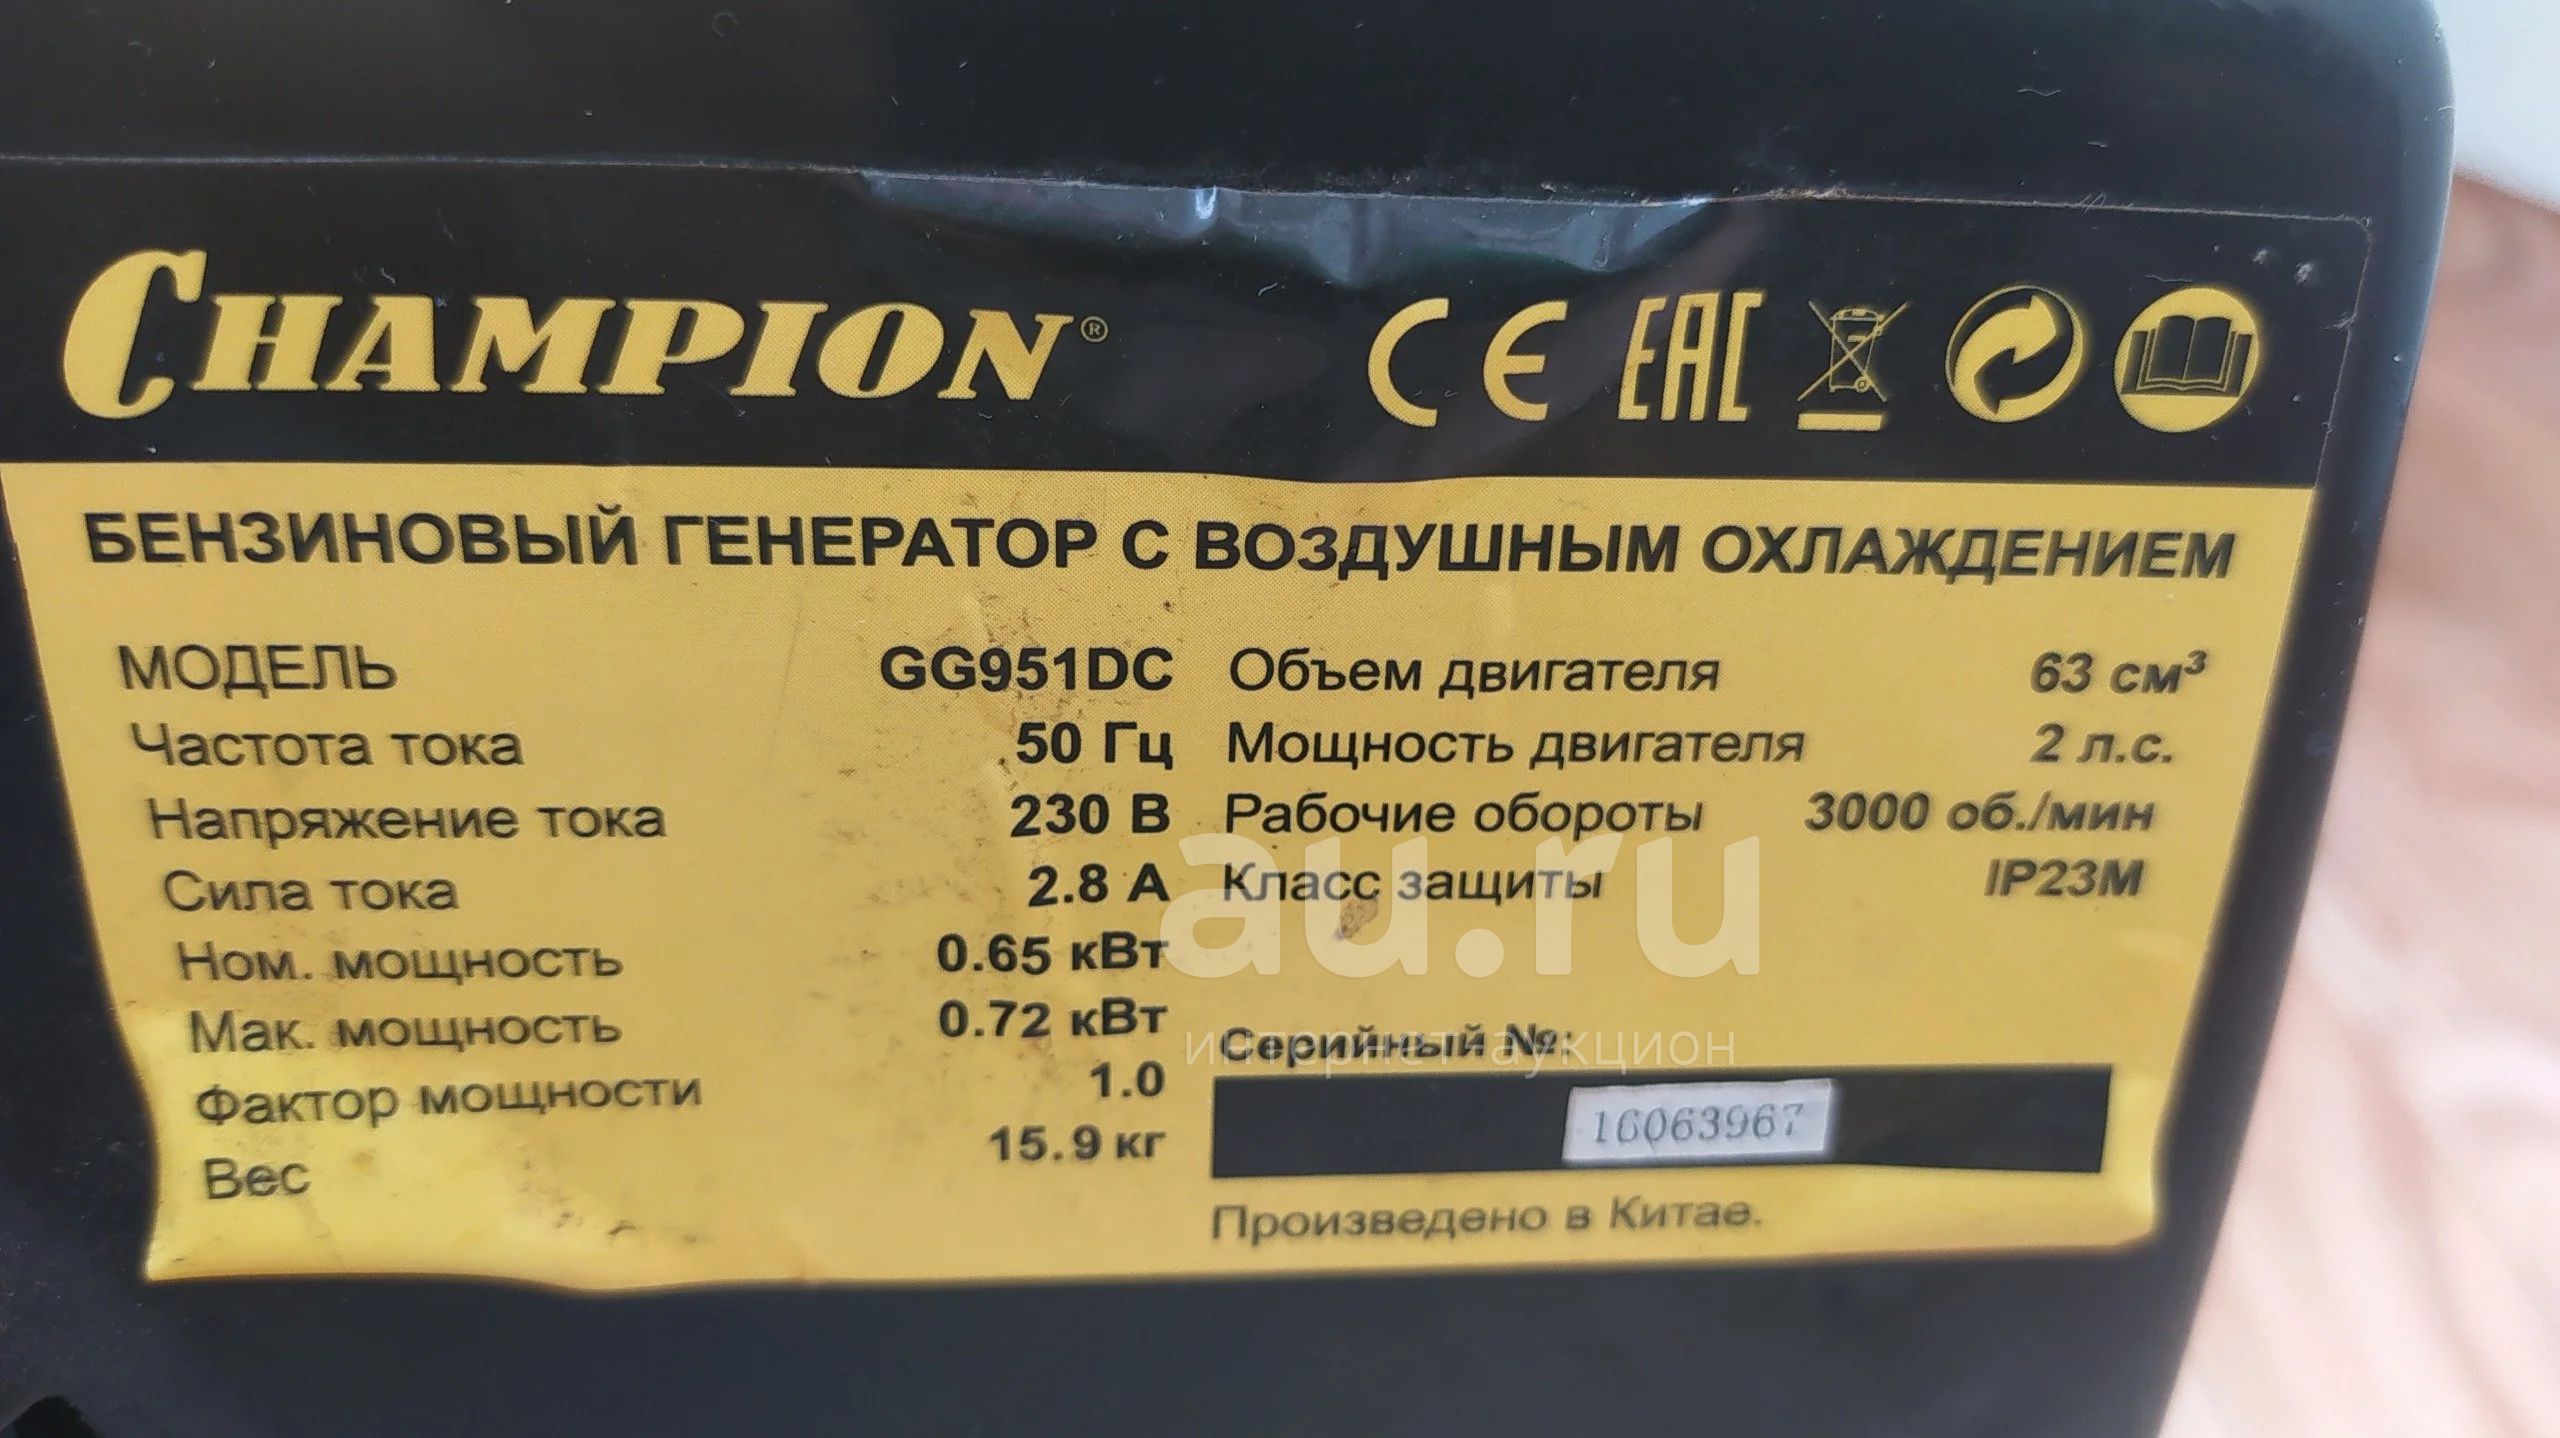 CHAMPION®
CE EAC
БЕНЗИНОВЫЙ ГЕНЕРАТОР С ВОЗДУШНЫМ ОХЛАЖДЕНИЕМ
МОДЕЛЬ GG951DC
Частота тока 50 Гц
Напряжение тока 230 В
Сила тока 2.8 А
Ном. мощность 0.65 кВт
Мак. мощность 0.72 кВт
Фактор мощности 1.0
Вес 15.9 кг
Объем двигателя 63 см³
Мощность двигателя 2 л.с.
Рабочие обороты 3000 об./мин
Класс защиты IP23M
au.ru
интернет-аукцион
Серийный №:
16063967
Произведено в Китае.